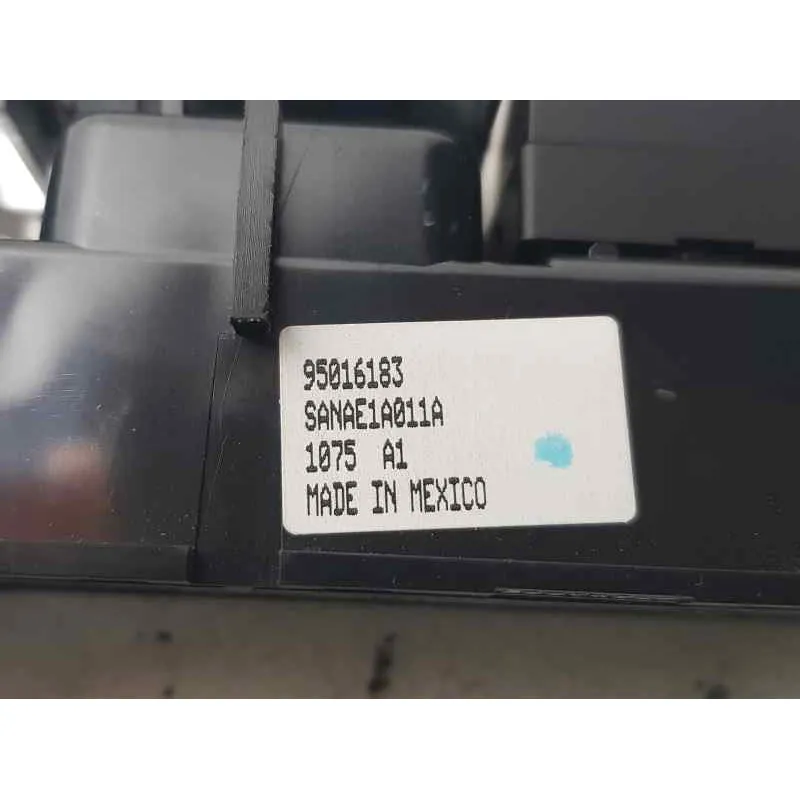 95016183
SANAE1A011A
1075 A1
MADE IN MEXICO